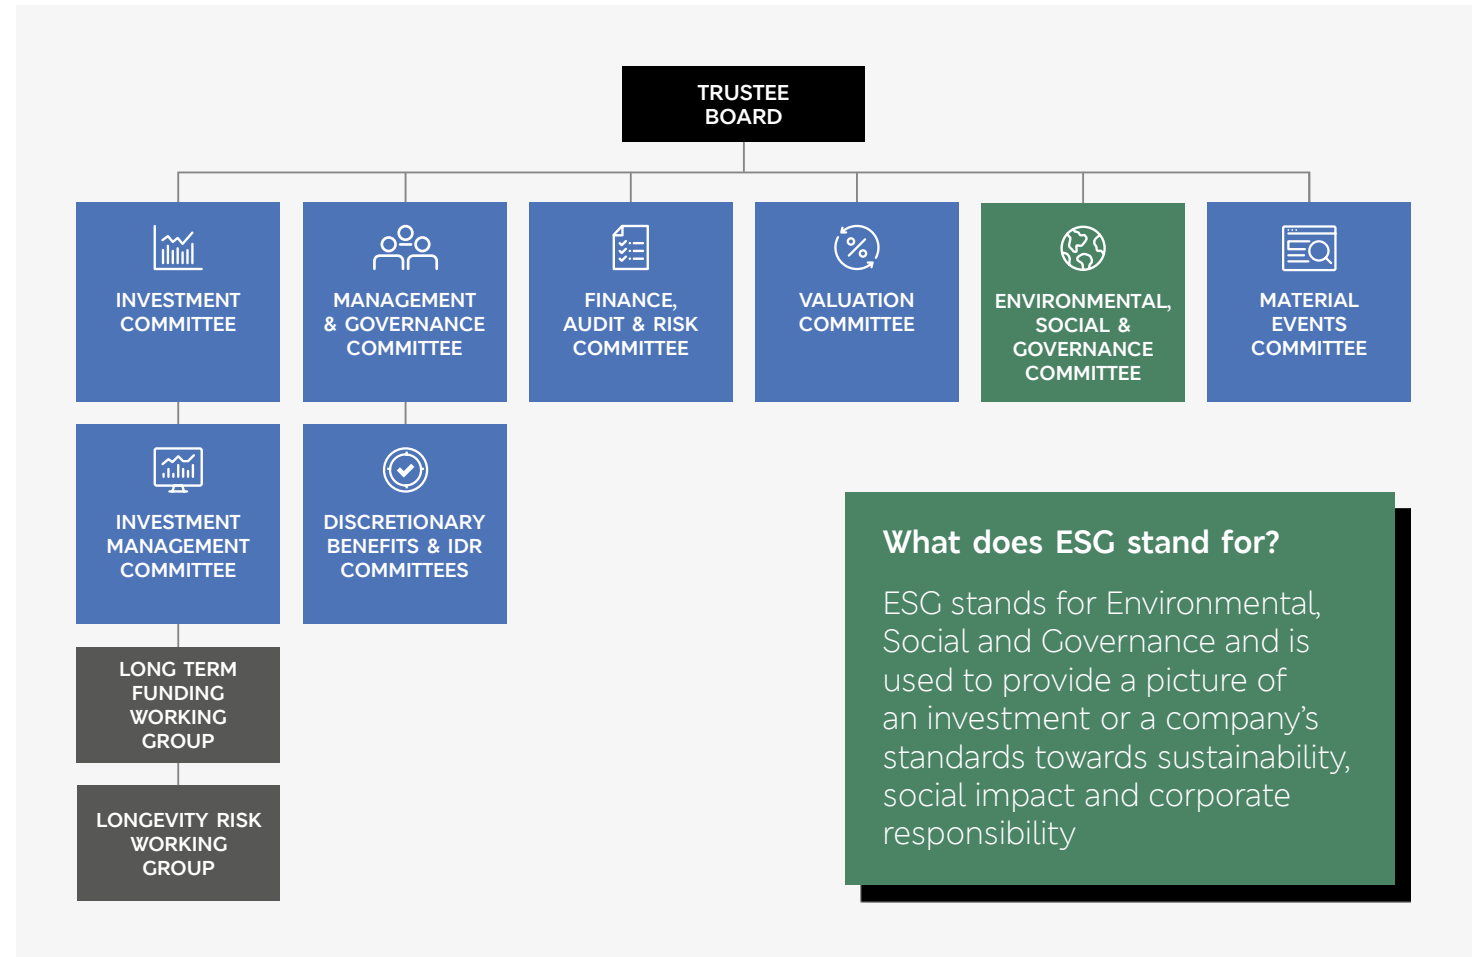 TRUSTEE
BOARD
INVESTMENT
COMMITTEE
MANAGEMENT
& GOVERNANCE
COMMITTEE
FINANCE,
AUDIT & RISK
COMMITTEE
VALUATION
COMMITTEE
ENVIRONMENTAL,
SOCIAL &
GOVERNANCE
COMMITTEE
MATERIAL
EVENTS
COMMITTEE
INVESTMENT
MANAGEMENT
COMMITTEE
DISCRETIONARY
BENEFITS & IDR
COMMITTEES
LONG TERM
FUNDING
WORKING
GROUP
LONGEVITY RISK
WORKING
GROUP
What does ESG stand for?
ESG stands for Environmental,
Social and Governance and is
used to provide a picture of
an investment or a company’s
standards towards sustainability,
social impact and corporate
responsibility